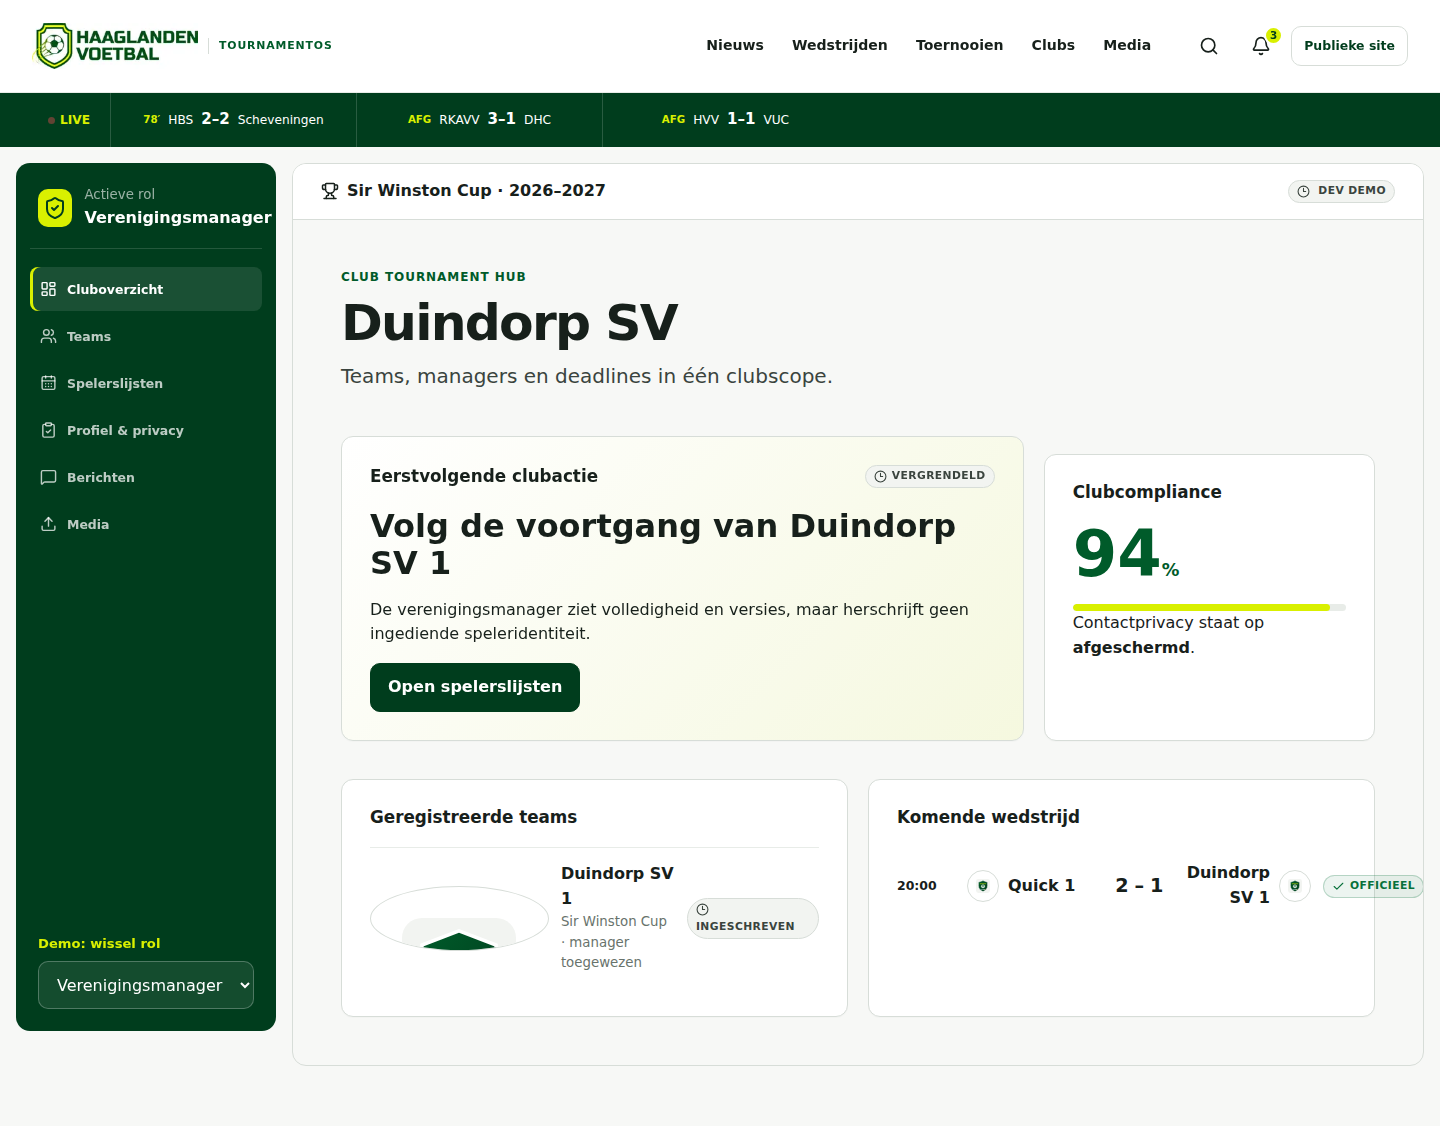 HAAGLANDEN
VOETBAL
TOURNAMENTOS
Nieuws Wedstrijden Toernooien Clubs Media
3
Publieke site
LIVE
78' HBS 2–2 Scheveningen
AFG RKAVV 3–1 DHC
AFG HVV 1–1 VUC
Actieve rol
Verenigingsmanager
Cluboverzicht
Teams
Spelerslijsten
Profiel & privacy
Berichten
Media
Demo: wissel rol
Verenigingsmanager
Sir Winston Cup · 2026–2027
DEV DEMO
CLUB TOURNAMENT HUB
Duindorp SV
Teams, managers en deadlines in één clubscope.
Eerstvolgende clubactie
VERGRENDELD
Volg de voortgang van Duindorp
SV 1
De verenigingsmanager ziet volledigheid en versies, maar herschrijft geen
ingediende speleridentiteit.
Open spelerslijsten
Clubcompliance
94%
Contactprivacy staat op
afgeschermd.
Geregistreerde teams
Duindorp SV
1
Sir Winston Cup
· manager
toegewezen
INGESCHREVEN
Komende wedstrijd
20:00
Quick 1
2 – 1
Duindorp
SV 1
OFFICIEEL